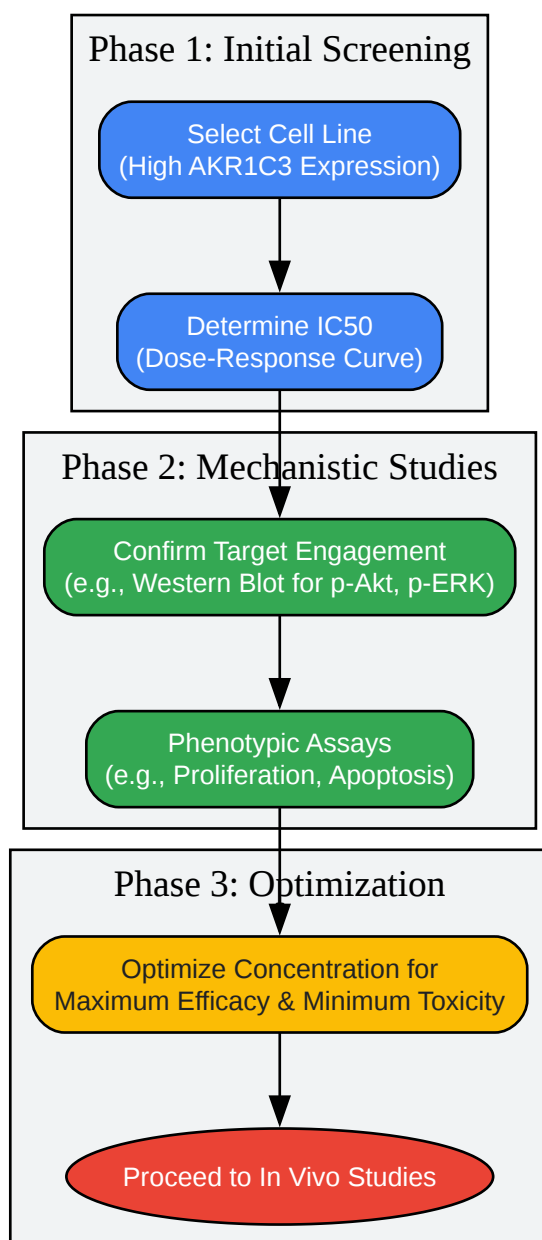 Phase 1: Initial Screening
Select Cell Line
(High AKR1C3 Expression)
Determine IC50
(Dose-Response Curve)
Phase 2: Mechanistic Studies
Confirm Target Engagement
(e.g., Western Blot for p-Akt, p-ERK)
Phenotypic Assays
(e.g., Proliferation, Apoptosis)
Phase 3: Optimization
Optimize Concentration for
Maximum Efficacy & Minimum Toxicity
Proceed to In Vivo Studies